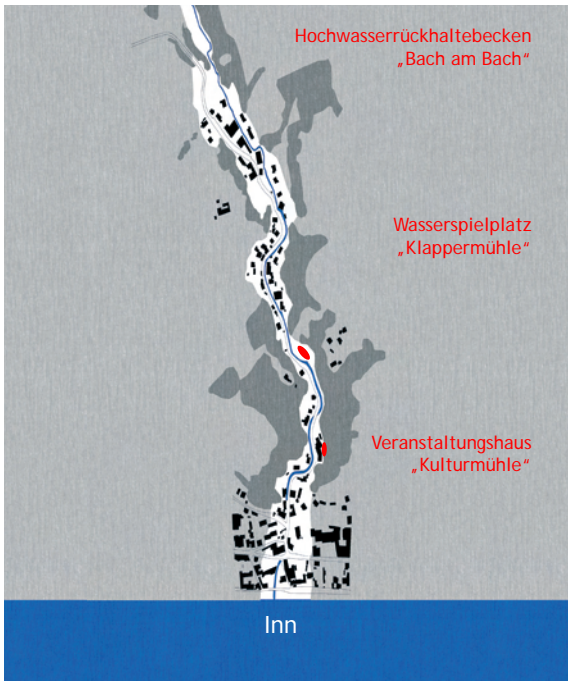 Hochwasserrückhaltebecken
„Bach am Bach“
Wasserspielplatz
„Klappermühle“
Veranstaltungshaus
„Kulturmühle“
Inn